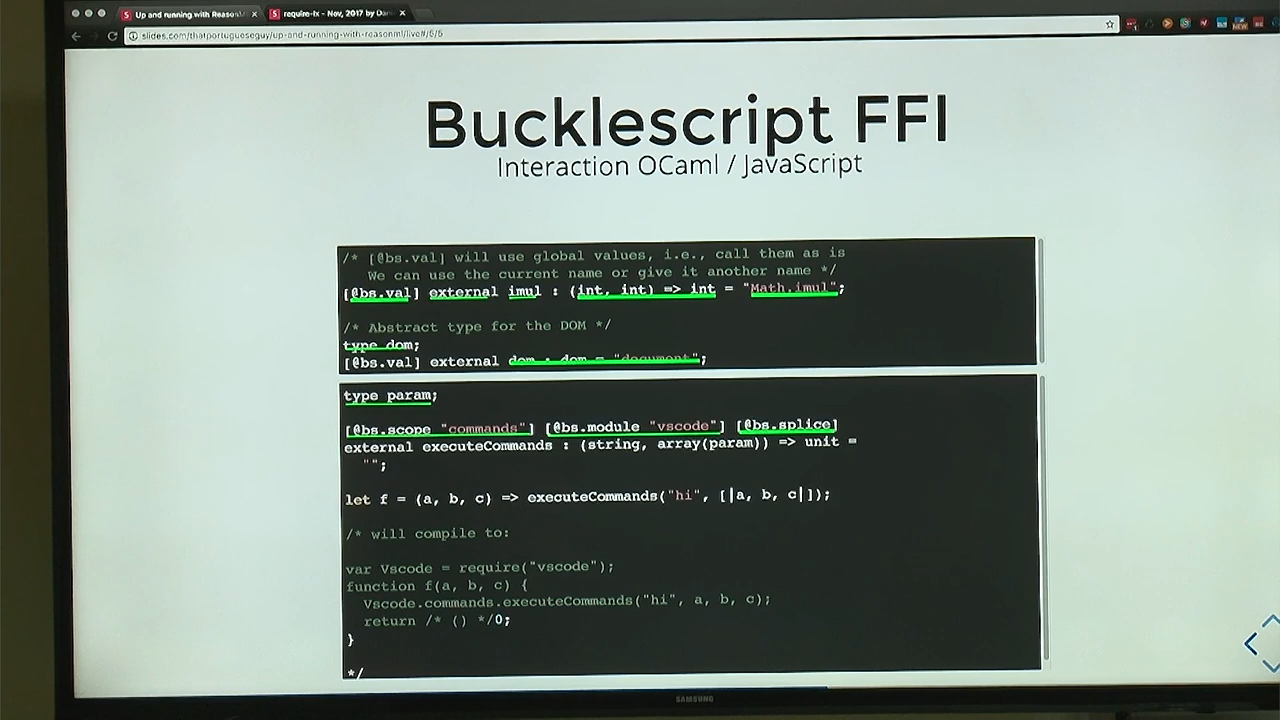 Up and running with ReasonM
require-tx - Nov, 2017 by Da
slides.com/thatportugueseguy/up-and-running-with-reasonml/live#/5/5
Bucklescript FFI
Interaction OCaml / JavaScript
/* [@bs.val] will use global values, i.e., call them as is
We can use the current name or give it another name */
[@bs.val] external imul : (int, int) => int = "Math.imul";
/* Abstract type for the DOM */
type dom;
[@bs.val] external dom : dom = "document";
type param;
[@bs.scope "commands"] [@bs.module "vscode"] [@bs.splice]
external executeCommands : (string, array(param)) => unit =
"";
let f = (a, b, c) => executeCommands("hi", [|a, b, c|]);
/* will compile to:
var Vscode = require("vscode");
function f(a, b, c) {
Vscode.commands.executeCommands("hi", a, b, c);
return /* () */0;
}
*/
SAMSUNG